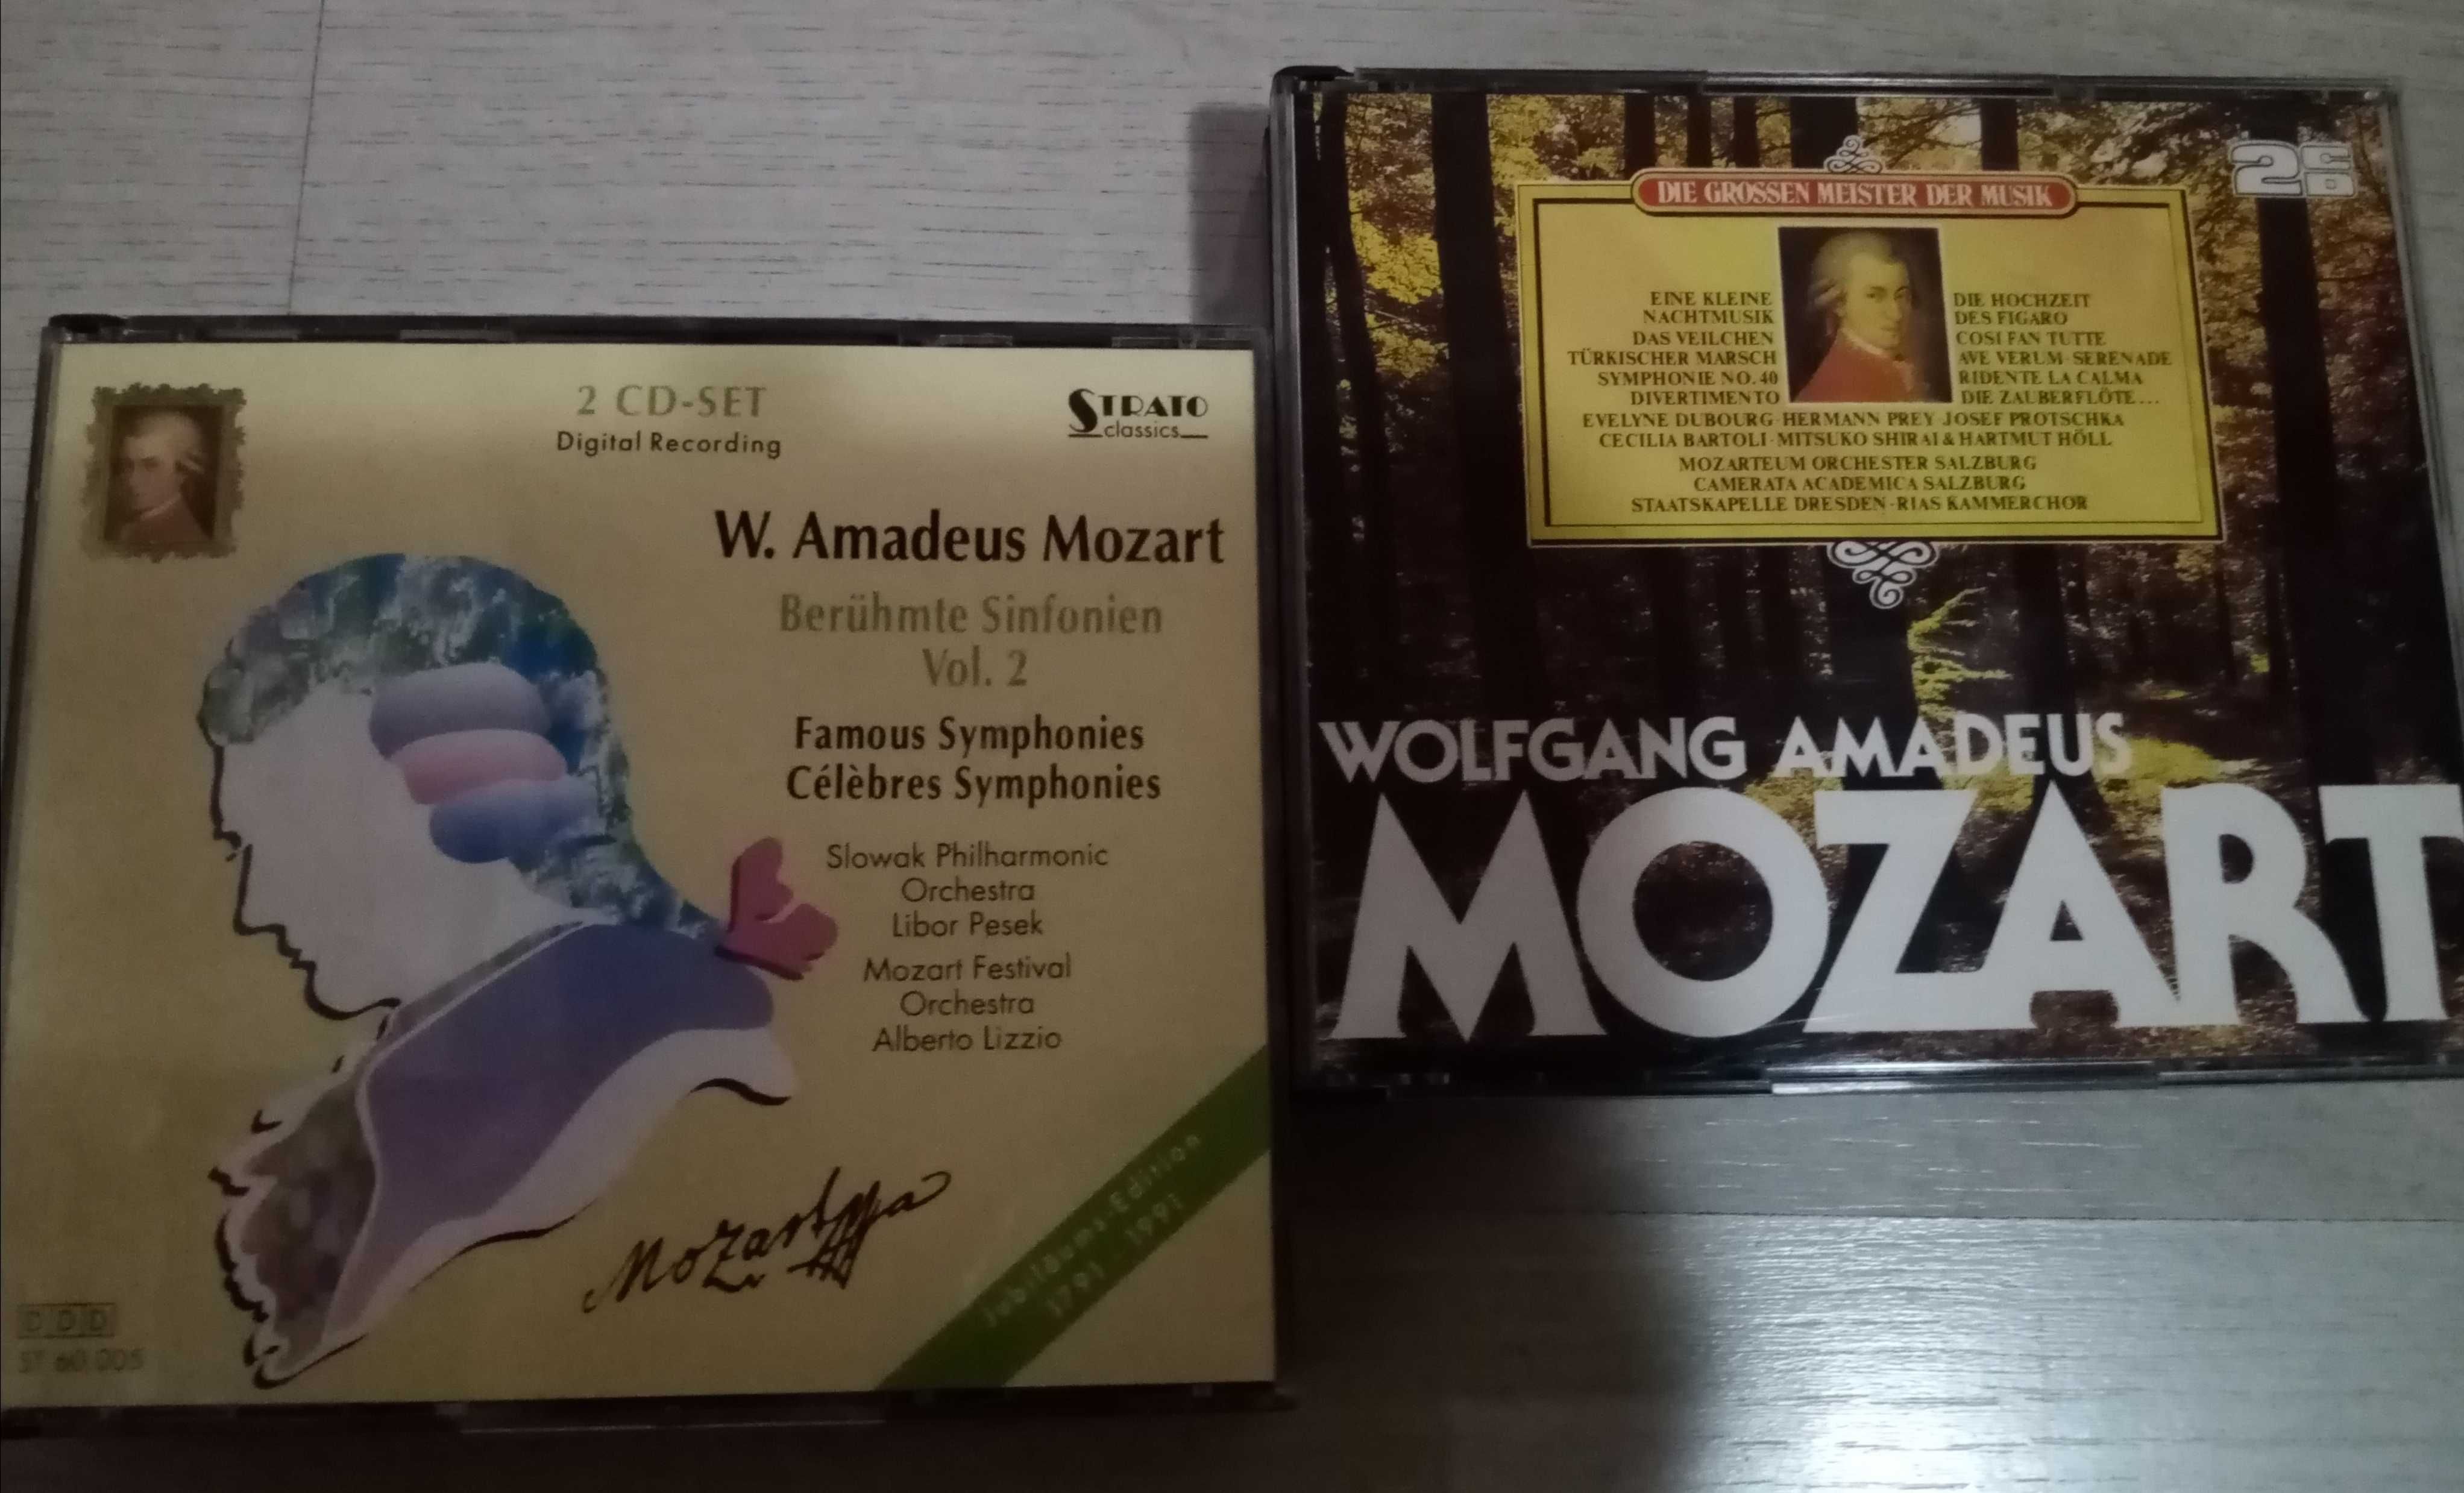 2 CD-SET
Digital Recording
STRATO
classics
W. Amadeus Mozart
Berühmte Sinfonien
Vol. 2
Famous Symphonies
Célèbres Symphonies
Slowak Philharmonic
Orchestra
Libor Pesek
Mozart Festival
Orchestra
Alberto Lizzio
Mozart
Jubiläums-Edition
1791 - 1991
DDD
ST 60.005
2CD
DIE GROSSEN MEISTER DER MUSIK
EINE KLEINE
NACHTMUSIK
DAS VEILCHEN
TÜRKISCHER MARSCH
SYMPHONIE NO. 40
DIVERTIMENTO
DIE HOCHZEIT
DES FIGARO
COSI FAN TUTTE
AVE VERUM · SERENADE
RIDENTE LA CALMA
DIE ZAUBERFLÖTE...
EVELYNE DUBOURG · HERMANN PREY · JOSEF PROTSCHKA
CECILIA BARTOLI · MITSUKO SHIRAI & HARTMUT HÖLL
MOZARTEUM ORCHESTER SALZBURG
CAMERATA ACADEMICA SALZBURG
STAATSKAPELLE DRESDEN · RIAS KAMMERCHOR
WOLFGANG AMADEUS
MOZART